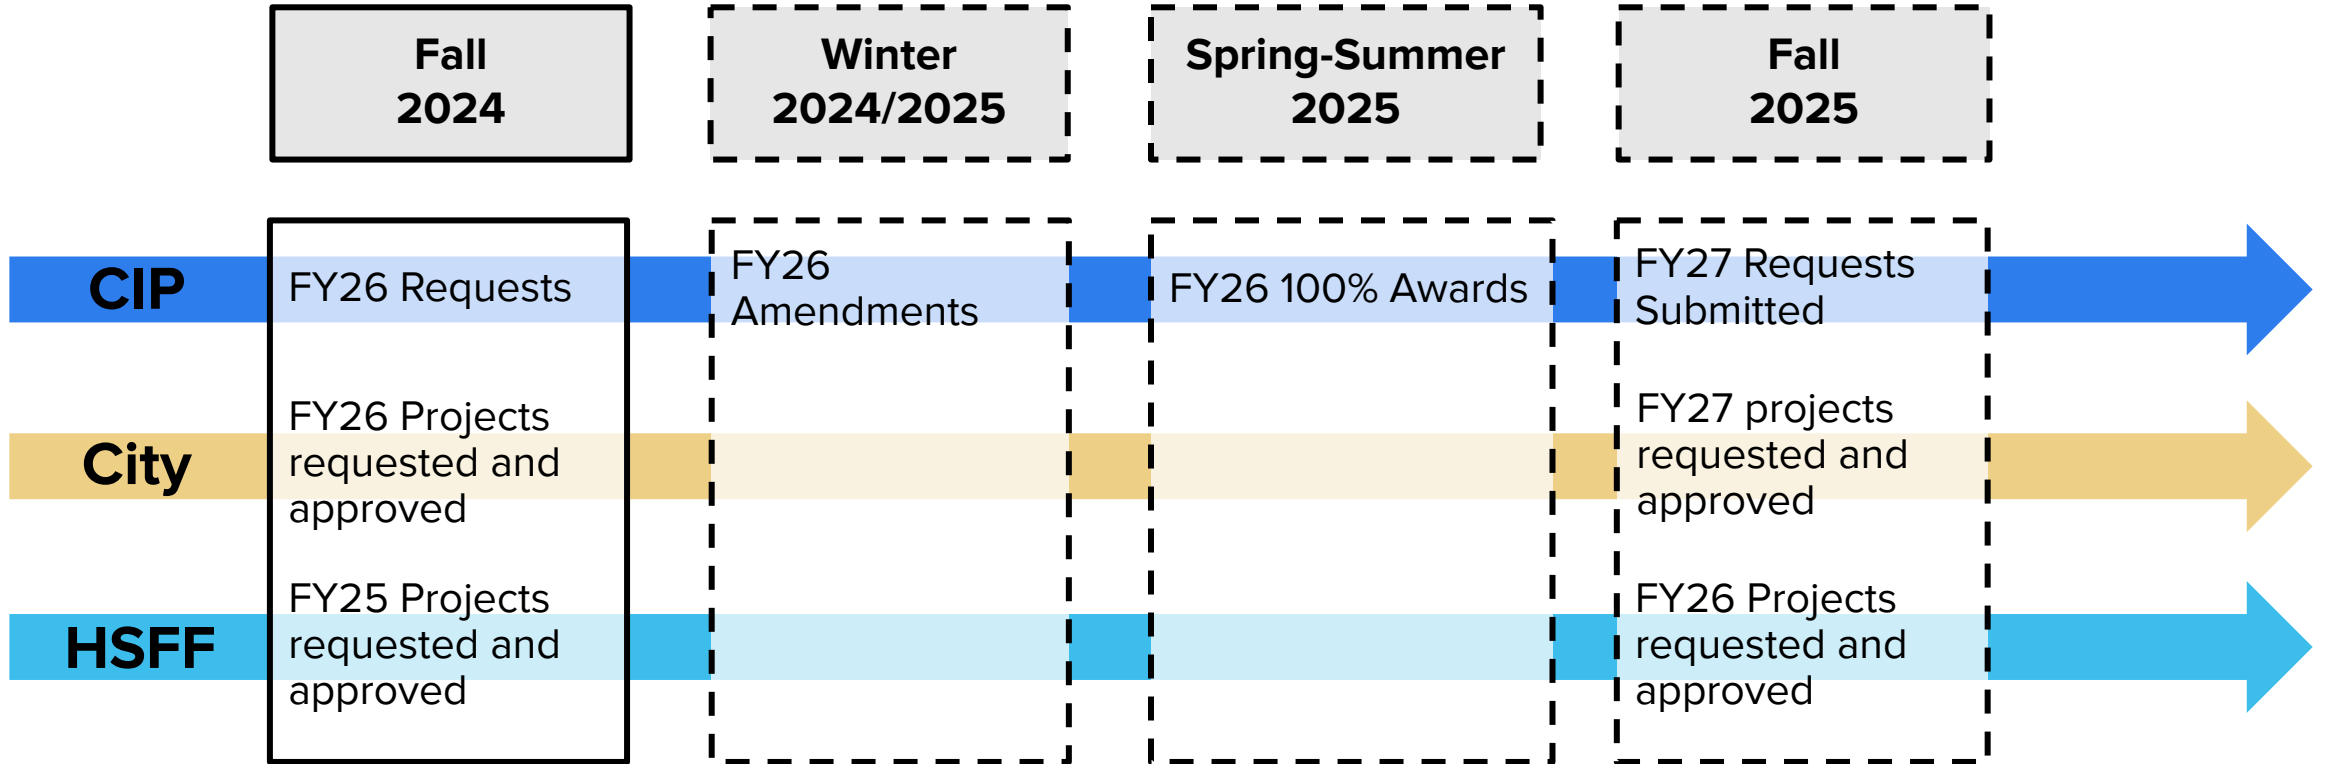 Fall
2024
Winter
2024/2025
Spring-Summer
2025
Fall
2025
CIP
FY26 Requests
FY26
Amendments
FY26 100% Awards
FY27 Requests
Submitted
City
FY26 Projects
requested and
approved
FY27 projects
requested and
approved
HSFF
FY25 Projects
requested and
approved
FY26 Projects
requested and
approved